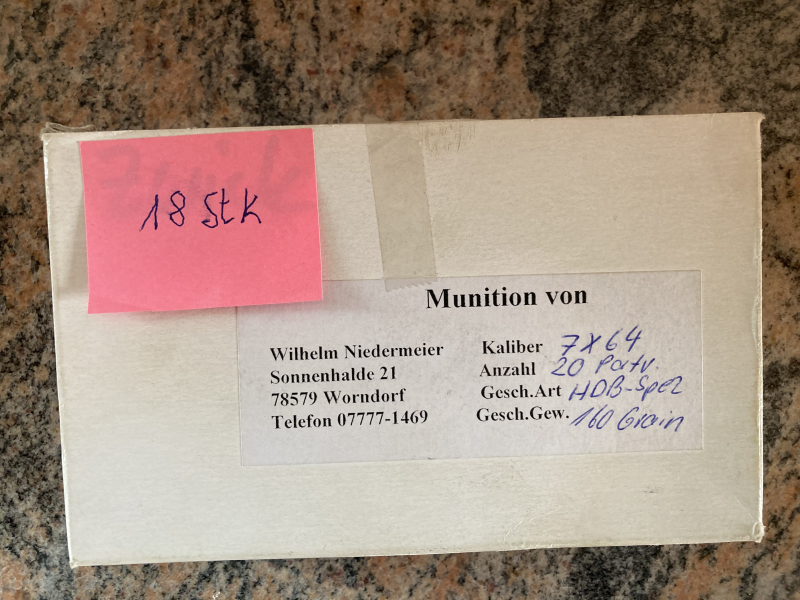 18 Stk
Munition von
Wilhelm Niedermeier
Sonnenhalde 21
78579 Worndorf
Telefon 07777-1469
Kaliber 7x64
Anzahl 20 Patr.
Gesch.Art HDB-Spez
Gesch.Gew. 160 Grain